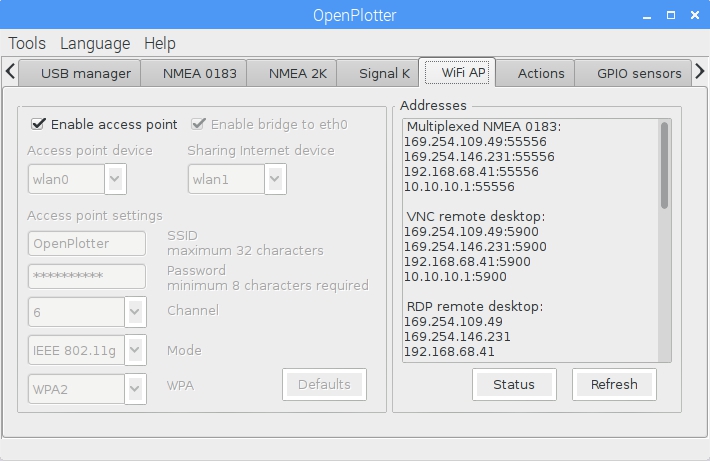 OpenPlotter
Tools Language Help
USB manager NMEA 0183 NMEA 2K Signal K WiFi AP Actions GPIO sensors
Enable access point Enable bridge to eth0
Access point device Sharing Internet device
wlan0 wlan1
Access point settings
OpenPlotter SSID
maximum 32 characters
********** Password
minimum 8 characters required
6 Channel
IEEE 802.11g Mode
WPA2 WPA
Defaults
Addresses
Multiplexed NMEA 0183:
169.254.109.49:55556
169.254.146.231:55556
192.168.68.41:55556
10.10.10.1:55556
VNC remote desktop:
169.254.109.49:5900
169.254.146.231:5900
192.168.68.41:5900
10.10.10.1:5900
RDP remote desktop:
169.254.109.49
169.254.146.231
192.168.68.41
Status Refresh